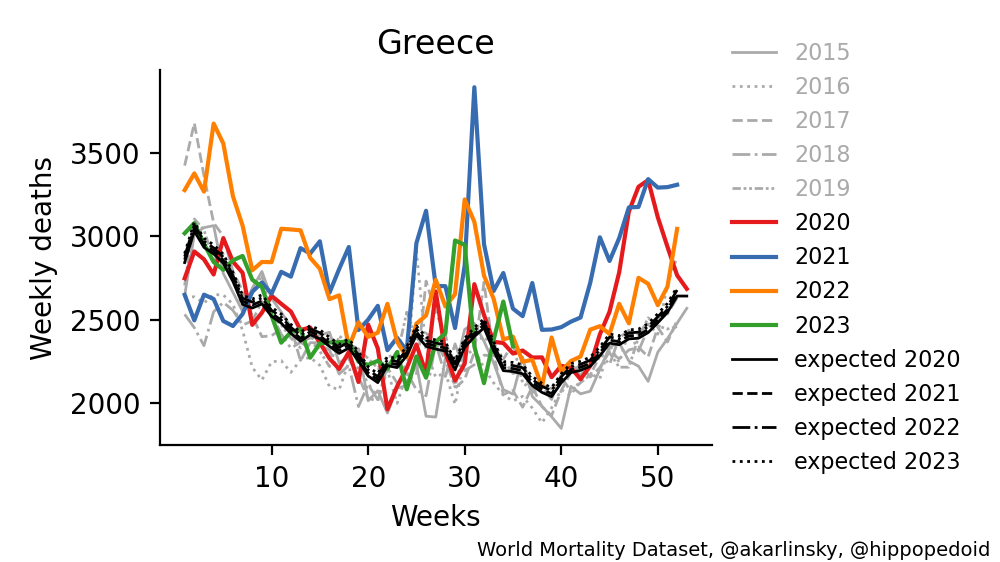 Greece
Weekly deaths
3500
3000
2500
2000
10 20 30 40 50
Weeks
2015
2016
2017
2018
2019
2020
2021
2022
2023
expected 2020
expected 2021
expected 2022
expected 2023
World Mortality Dataset, @akarlinsky, @hippopedoid